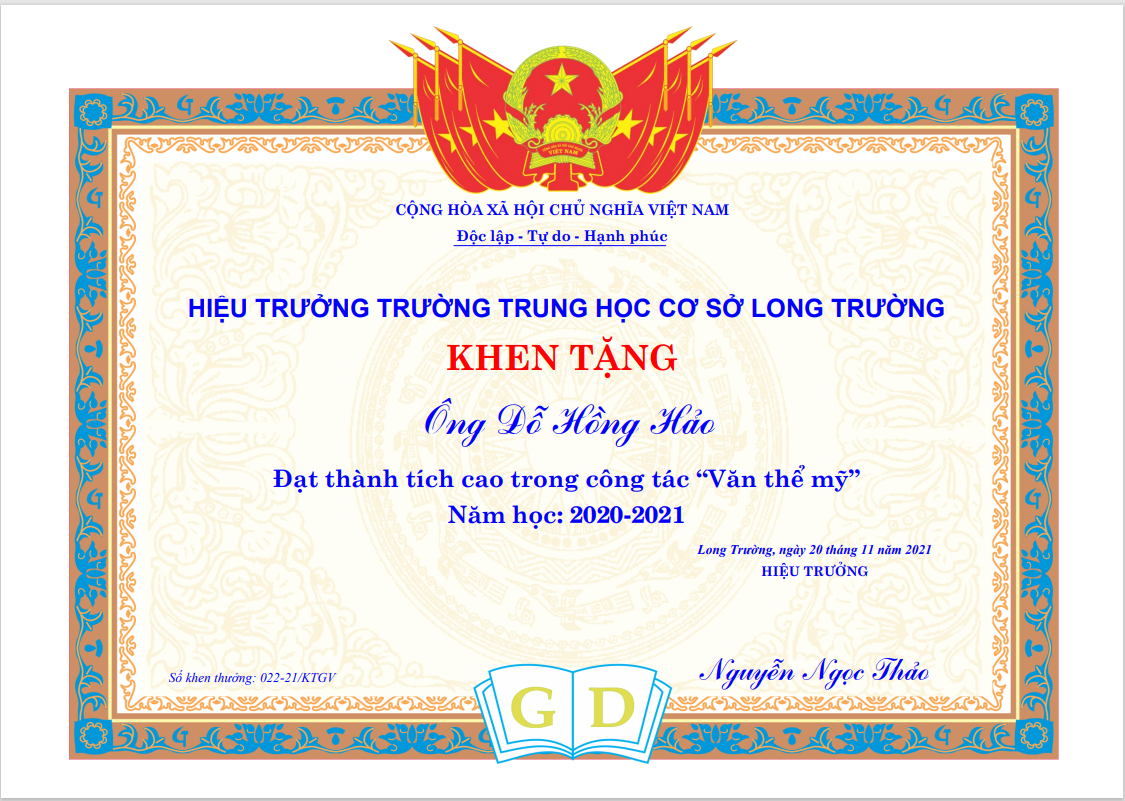 VIỆT NAM
CỘNG HÒA XÃ HỘI CHỦ NGHĨA VIỆT NAM
Độc lập - Tự do - Hạnh phúc
HIỆU TRƯỞNG TRƯỜNG TRUNG HỌC CƠ SỞ LONG TRƯỜNG
KHEN TẶNG
Ông Đỗ Hồng Hảo
Đạt thành tích cao trong công tác “Văn thể mỹ”
Năm học: 2020-2021
Long Trường, ngày 20 tháng 11 năm 2021
HIỆU TRƯỞNG
Nguyễn Ngọc Thảo
Số khen thưởng: 022-21/KTGV
G D